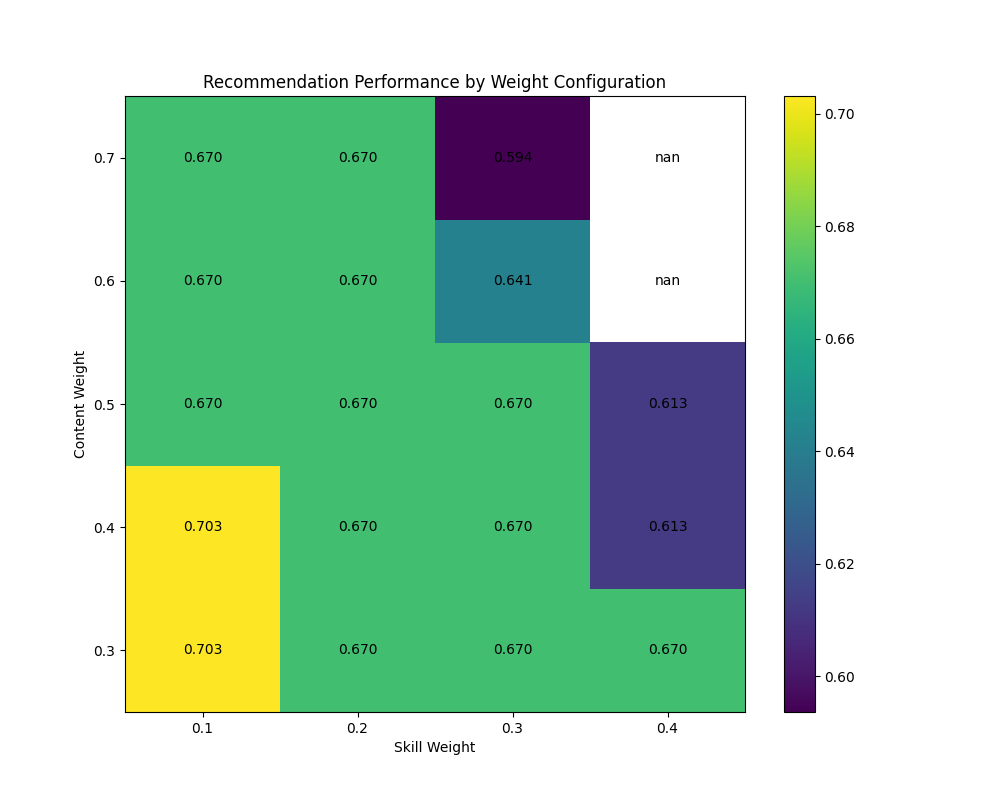 Recommendation Performance by Weight Configuration
0.7 0.670 0.670 0.594 nan
0.6 0.670 0.670 0.641 nan
0.5 0.670 0.670 0.670 0.613
0.4 0.703 0.670 0.670 0.613
0.3 0.703 0.670 0.670 0.670
0.1 0.2 0.3 0.4
Skill Weight
Content Weight
0.70
0.68
0.66
0.64
0.62
0.60